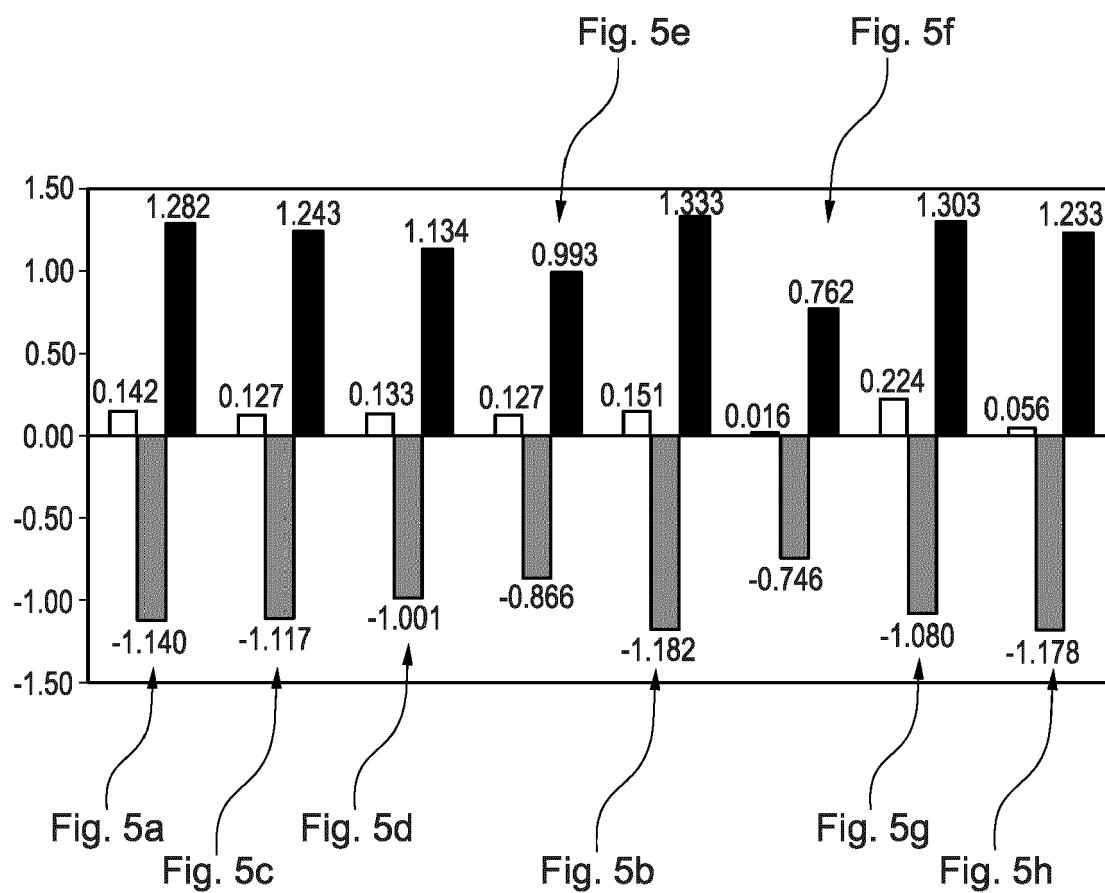 Fig. 5e Fig. 5f
1.50
1.282 1.243 1.134 0.993 1.333 0.762 1.303 1.233
1.00
0.50
0.142 0.127 0.133 0.127 0.151 0.016 0.224 0.056
0.00
-0.50
-1.00
-1.140 -1.117 -1.001 -0.866 -1.182 -0.746 -1.080 -1.178
-1.50
Fig. 5a Fig. 5d Fig. 5g
Fig. 5c Fig. 5b Fig. 5h